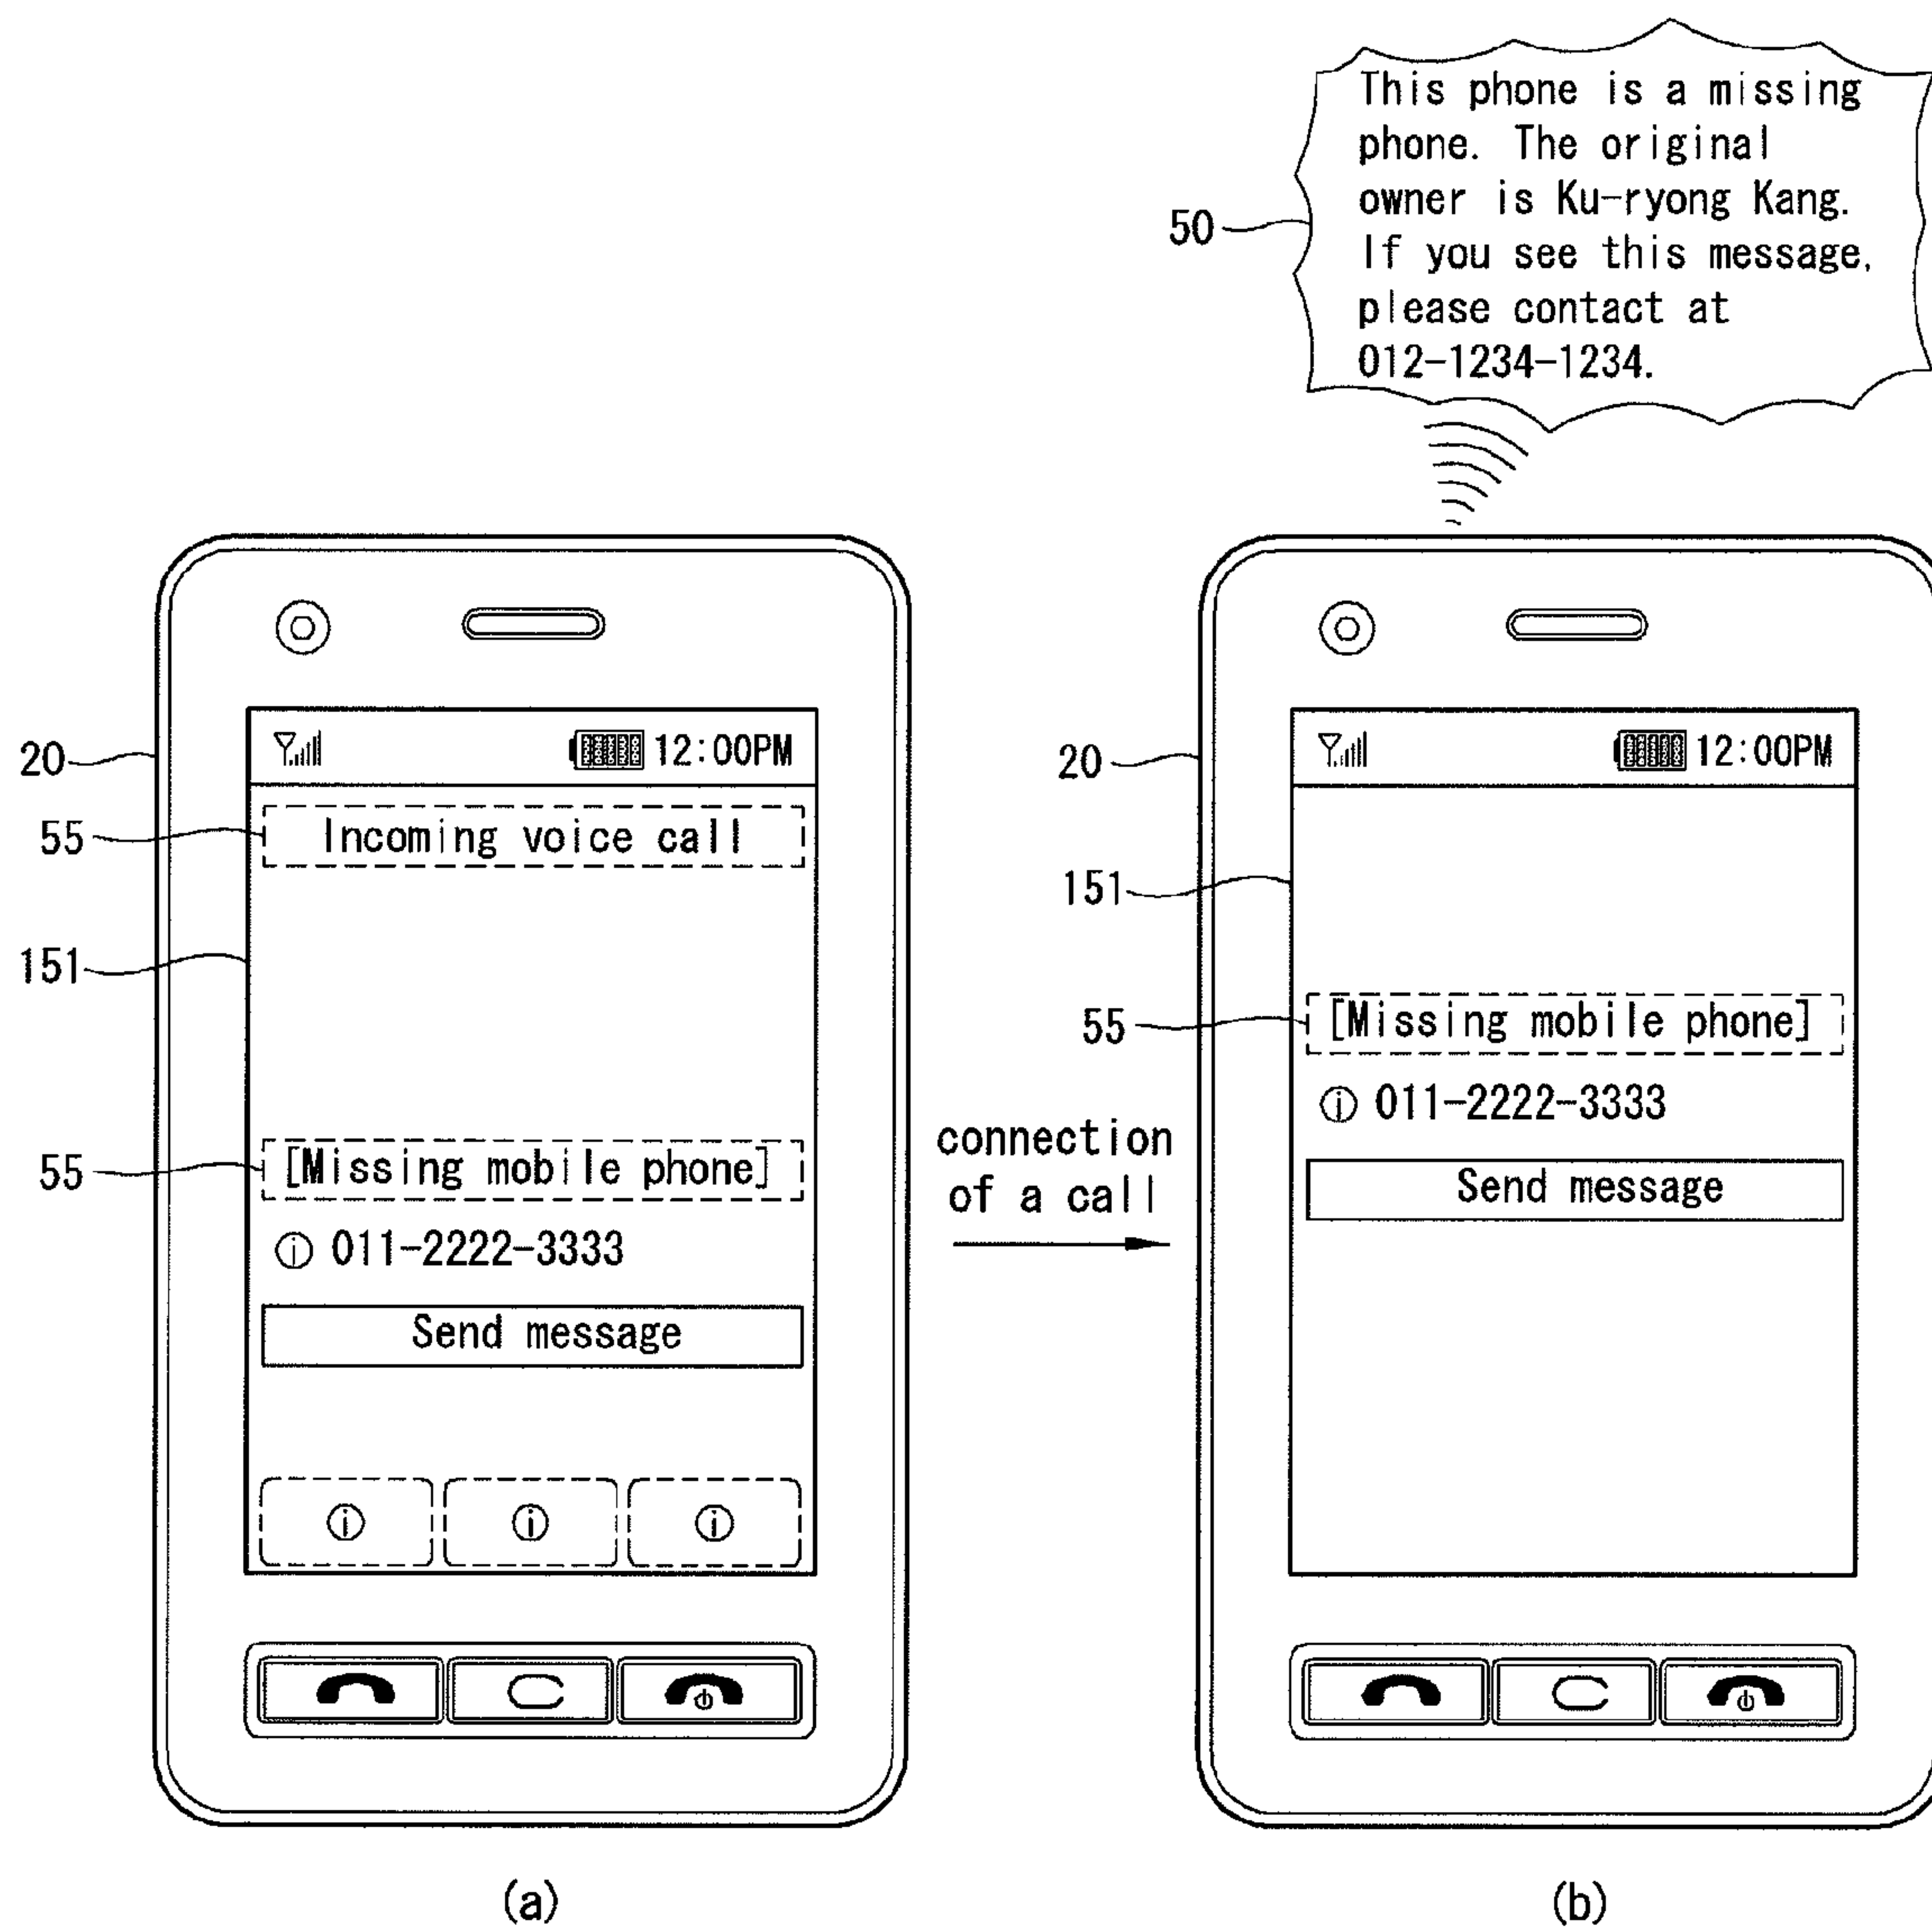 This phone is a missing
phone. The original
owner is Ku-ryong Kang.
If you see this message,
please contact at
012-1234-1234.
50
20
12:00PM
55
Incoming voice call
151
55
[Missing mobile phone]
ⓘ 011-2222-3333
Send message
ⓘ ⓘ ⓘ
(a)
connection
of a call
20
12:00PM
151
55
[Missing mobile phone]
ⓘ 011-2222-3333
Send message
(b)